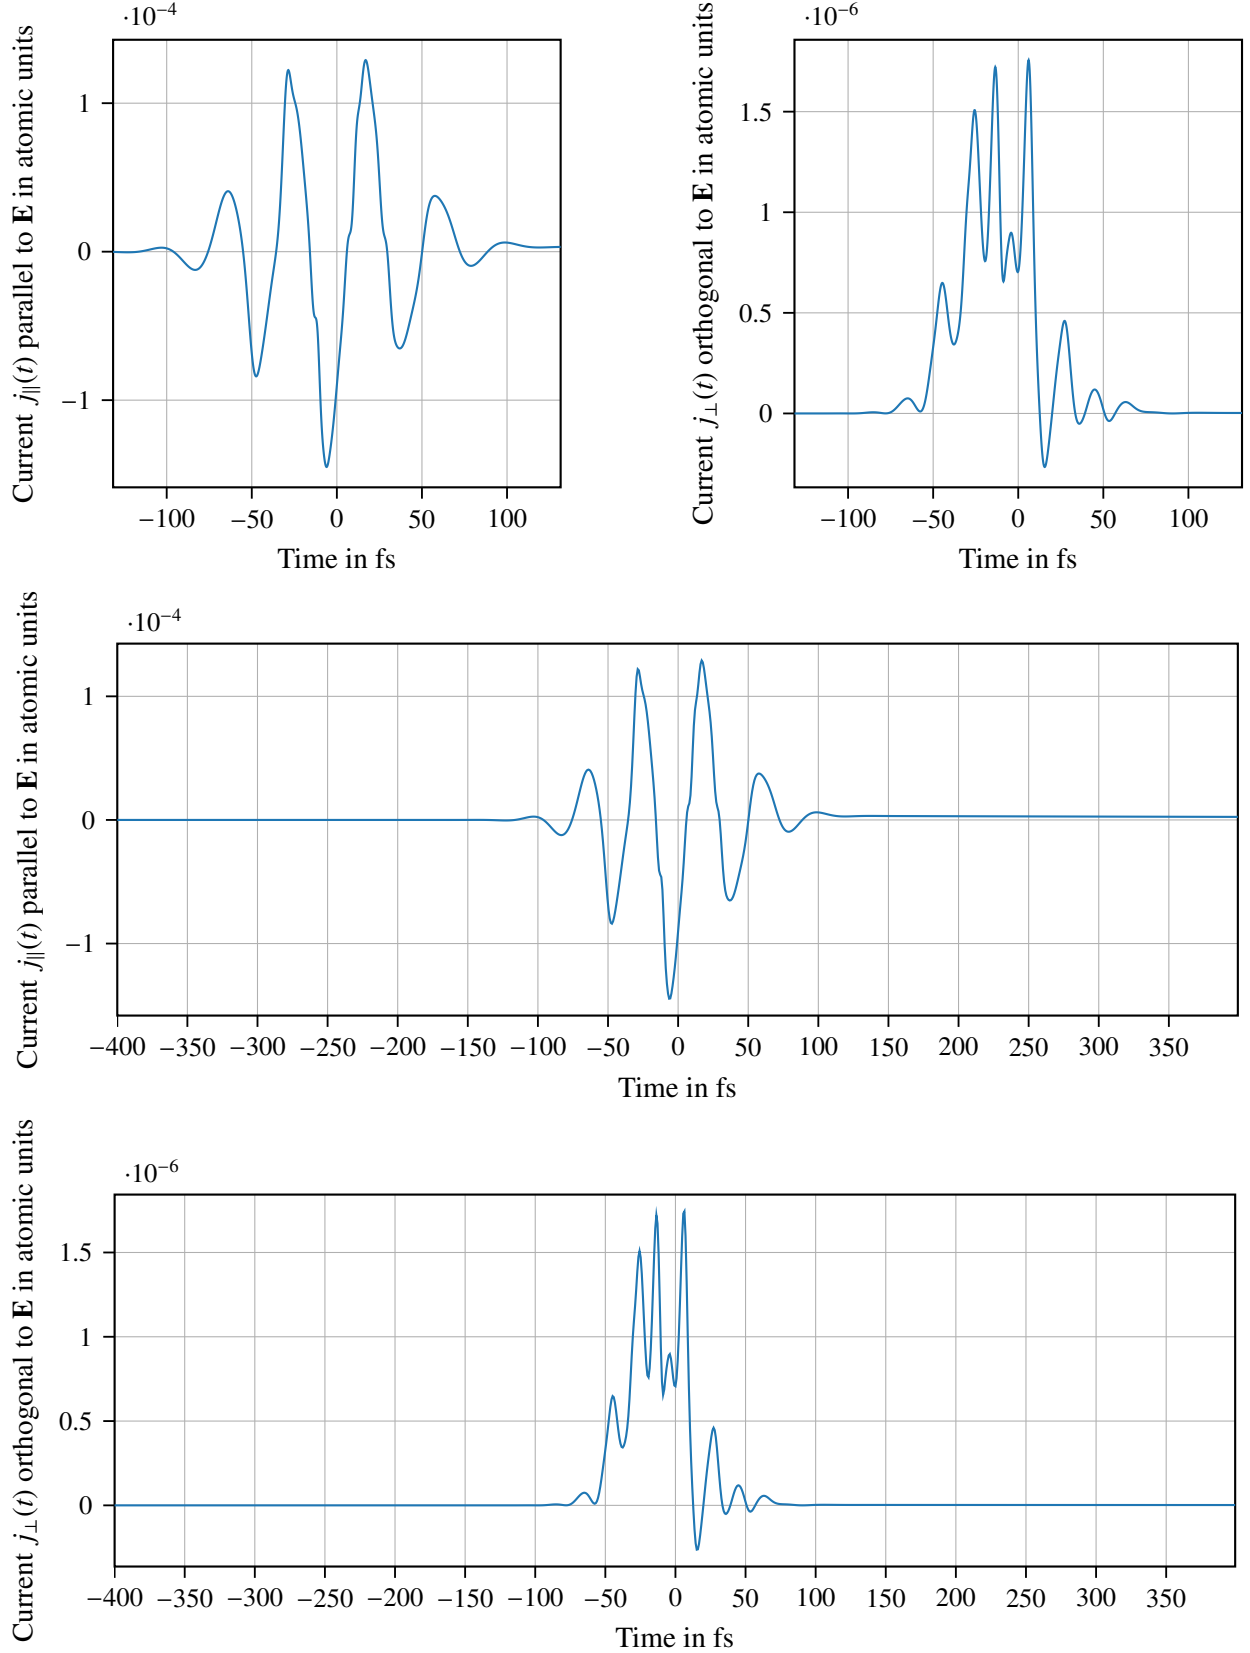 ·10⁻⁴
Current j∥(t) parallel to E in atomic units
1
0
−1
−100 −50 0 50 100
Time in fs
·10⁻⁶
Current j⊥(t) orthogonal to E in atomic units
1.5
1
0.5
0
−100 −50 0 50 100
Time in fs
·10⁻⁴
Current j∥(t) parallel to E in atomic units
1
0
−1
−400 −350 −300 −250 −200 −150 −100 −50 0 50 100 150 200 250 300 350
Time in fs
·10⁻⁶
Current j⊥(t) orthogonal to E in atomic units
1.5
1
0.5
0
−400 −350 −300 −250 −200 −150 −100 −50 0 50 100 150 200 250 300 350
Time in fs